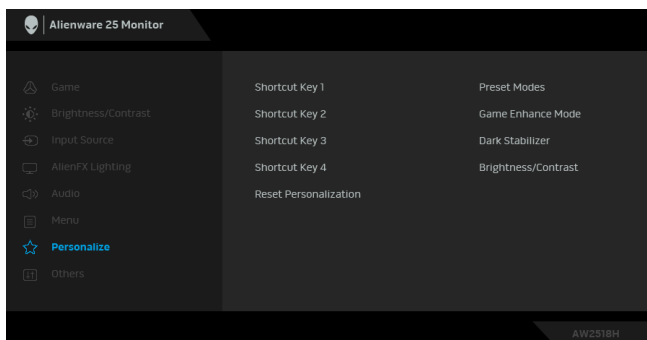 Alienware 25 Monitor
Game
Brightness/Contrast
Input Source
AlienFX Lighting
Audio
Menu
Personalize
Others
Shortcut Key 1 Preset Modes
Shortcut Key 2 Game Enhance Mode
Shortcut Key 3 Dark Stabilizer
Shortcut Key 4 Brightness/Contrast
Reset Personalization
AW2518H